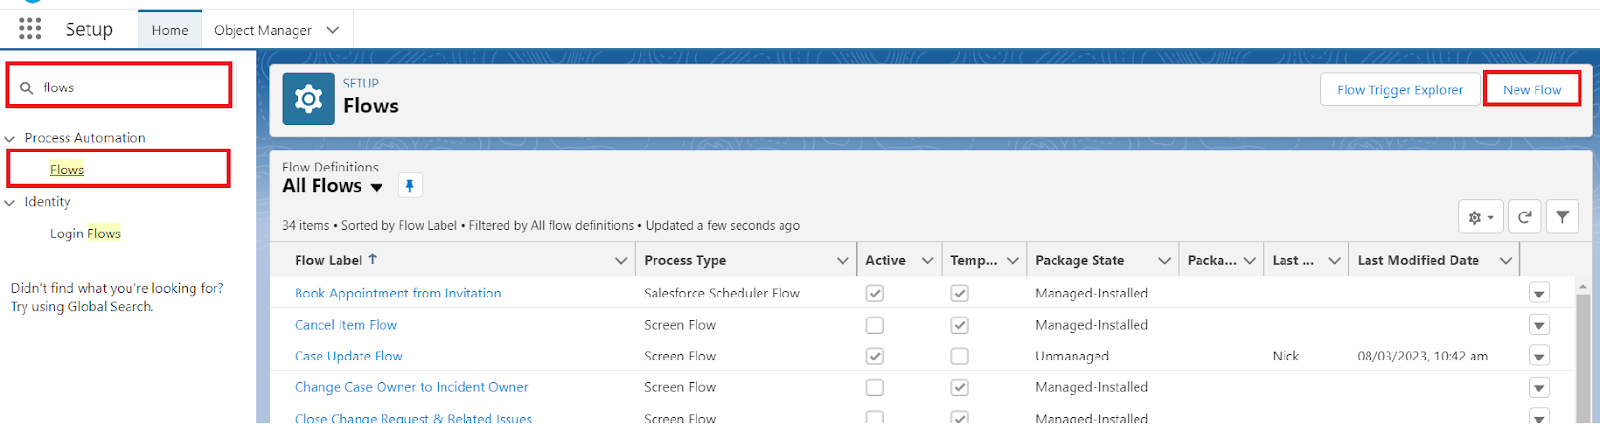 Setup Home Object Manager
flows
Process Automation
Flows
Identity
Login Flows
Didn't find what you're looking for?
Try using Global Search.
SETUP
Flows
Flow Trigger Explorer New Flow
Flow Definitions
All Flows
34 items • Sorted by Flow Label • Filtered by All flow definitions • Updated a few seconds ago
Flow Label Process Type Active Temp... Package State Packa... Last ... Last Modified Date
Book Appointment from Invitation Salesforce Scheduler Flow Managed-Installed
Cancel Item Flow Screen Flow Managed-Installed
Case Update Flow Screen Flow Unmanaged Nick 08/03/2023, 10:42 am
Change Case Owner to Incident Owner Screen Flow Managed-Installed
Close Change Request & Related Issues Screen Flow Managed-Installed